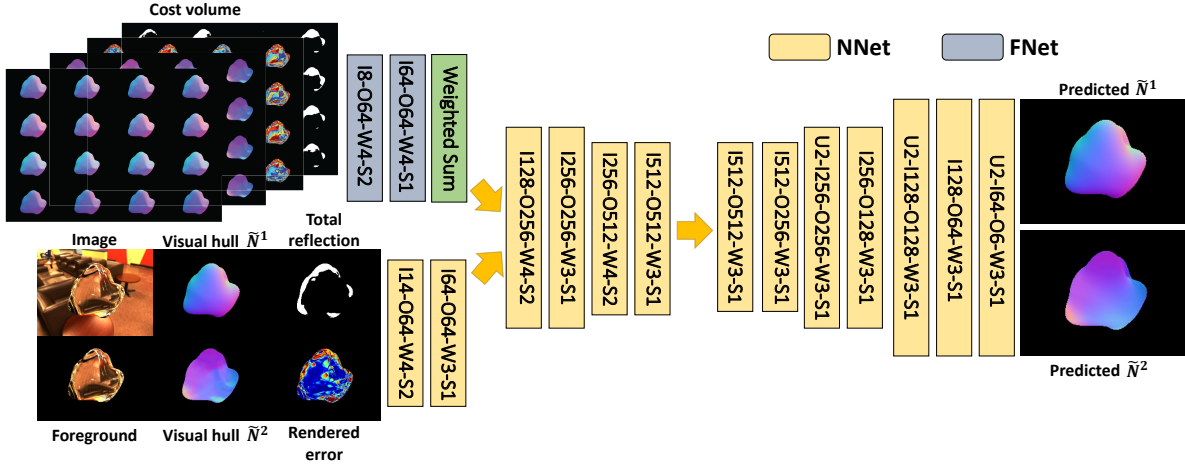 Cost volume
I8-O64-W4-S2
I64-O64-W4-S1
Weighted Sum
NNet
FNet
Image
Visual hull Ñ¹
Total
reflection
I14-O64-W4-S2
I64-O64-W3-S1
Foreground
Visual hull Ñ²
Rendered
error
I128-O256-W4-S2
I256-O256-W3-S1
I256-O512-W4-S2
I512-O512-W3-S1
I512-O512-W3-S1
I512-O256-W3-S1
U2-I256-O256-W3-S1
I256-O128-W3-S1
U2-I128-O128-W3-S1
I128-O64-W3-S1
U2-I64-O6-W3-S1
Predicted Ñ¹
Predicted Ñ²